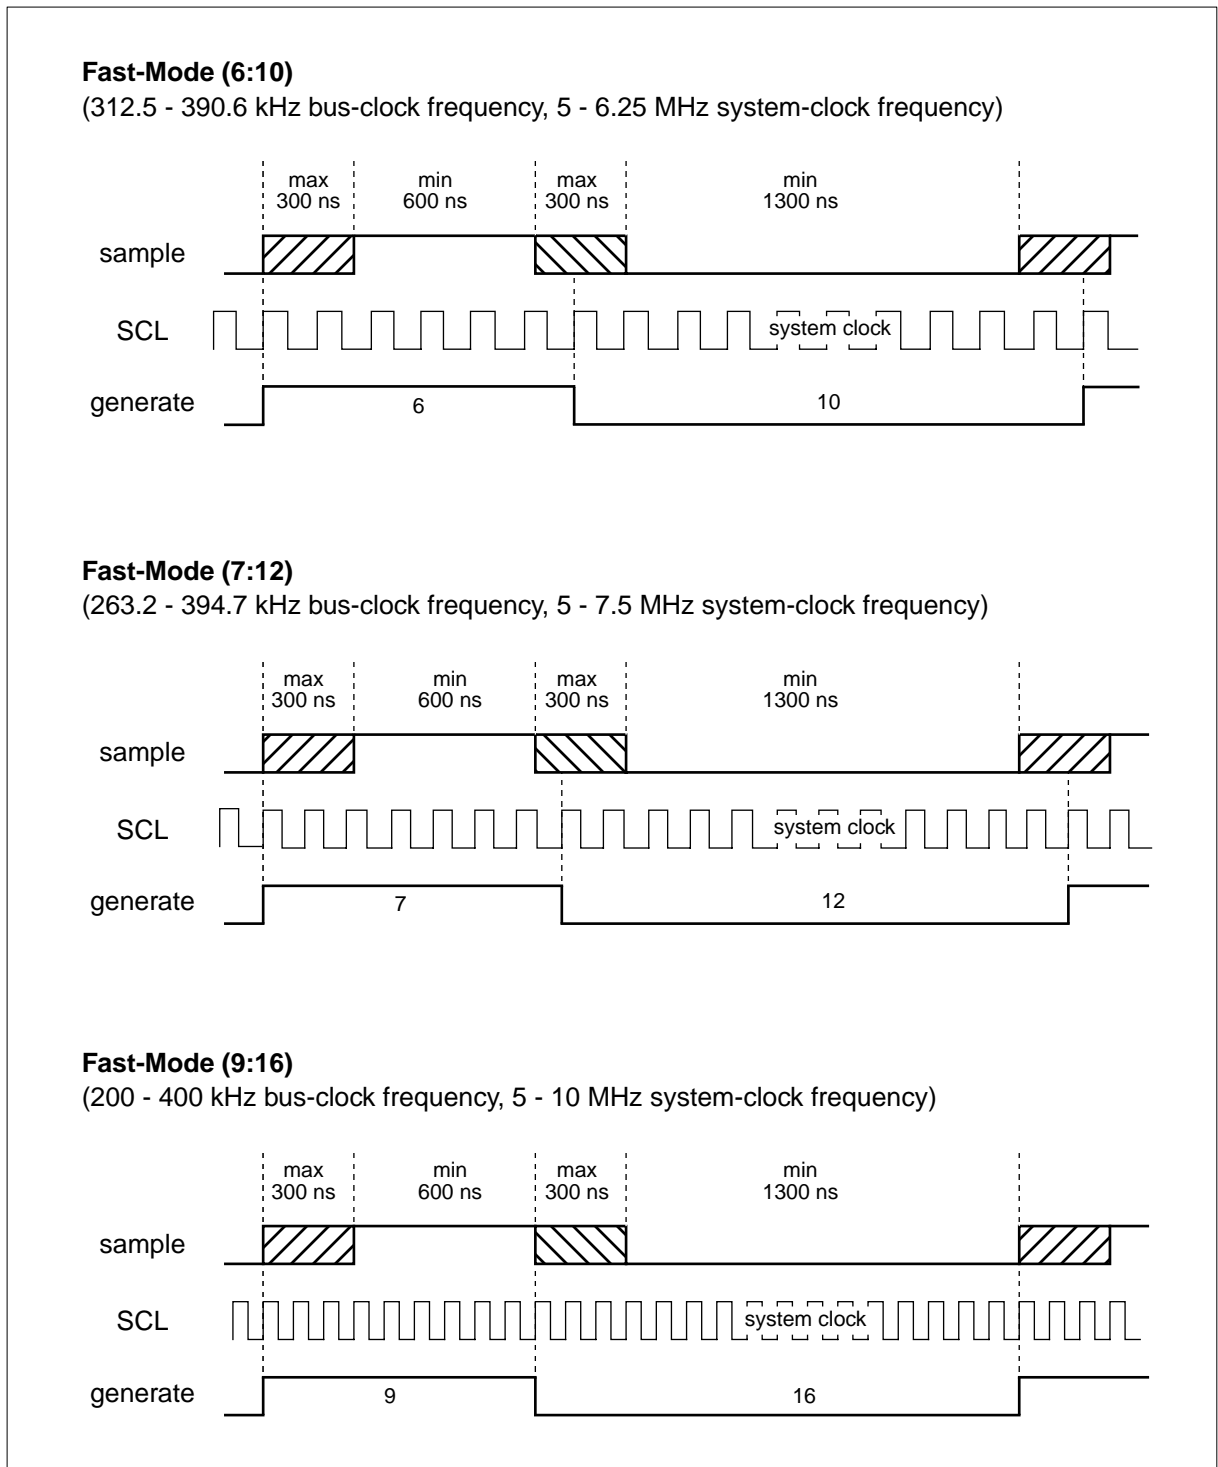 Fast-Mode (6:10)
(312.5 - 390.6 kHz bus-clock frequency, 5 - 6.25 MHz system-clock frequency)
max min max min
300 ns 600 ns 300 ns 1300 ns
sample
SCL system clock
generate 6 10
Fast-Mode (7:12)
(263.2 - 394.7 kHz bus-clock frequency, 5 - 7.5 MHz system-clock frequency)
max min max min
300 ns 600 ns 300 ns 1300 ns
sample
SCL system clock
generate 7 12
Fast-Mode (9:16)
(200 - 400 kHz bus-clock frequency, 5 - 10 MHz system-clock frequency)
max min max min
300 ns 600 ns 300 ns 1300 ns
sample
SCL system clock
generate 9 16